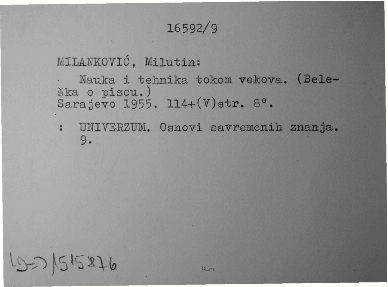 16592/9
MILANKOVIĆ, Milutin:
Nauka i tehnika tokom vekova. (Bele-
ška o piscu.)
Sarajevo 1955. 114+(V)str. 8°.
: UNIVERZUM. Osnovi savremenih znanja.
9.
515876